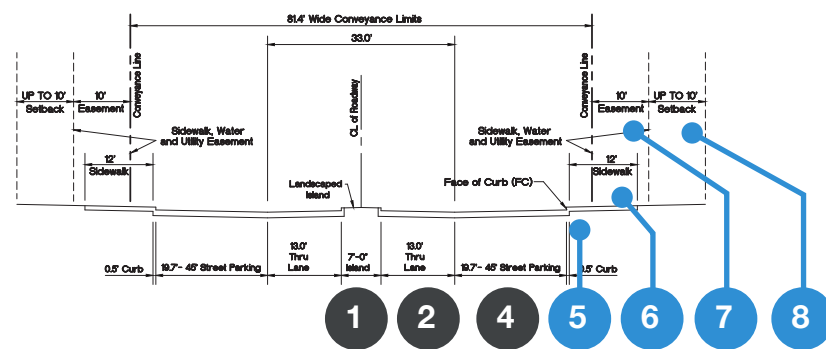 81.4' Wide Conveyance Limits
33.0'
Conveyance Line
CL of Roadway
Conveyance Line
UP TO 10'
Setback
10'
Easement
10'
Easement
UP TO 10'
Setback
Sidewalk, Water
and Utility Easement
Sidewalk, Water
and Utility Easement
12'
Sidewalk
12'
Sidewalk
Landscaped
Island
Face of Curb (FC)
0.5' Curb
19.7'- 45' Street Parking
13.0'
Thru
Lane
7'-0"
Island
13.0'
Thru
Lane
19.7'- 45' Street Parking
0.5' Curb
1
2
4
5
6
7
8